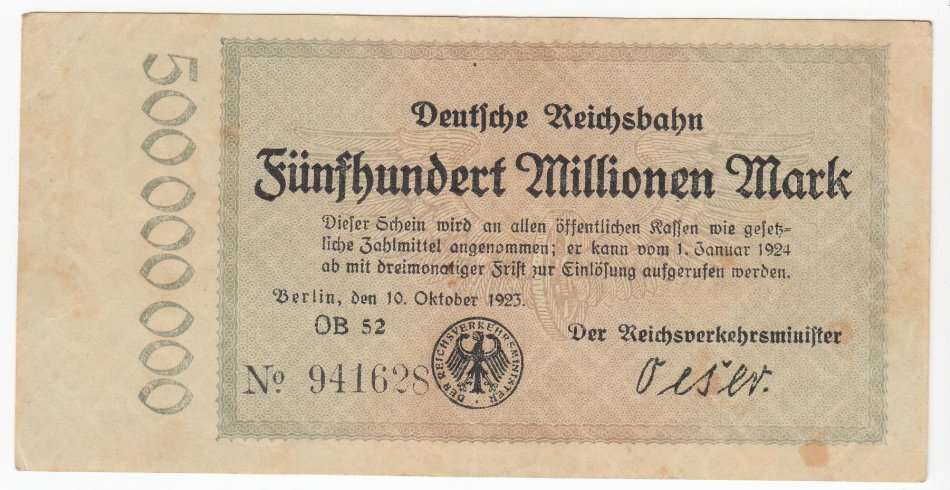 500000000
Deutsche Reichsbahn
Fünfhundert Millionen Mark
Dieser Schein wird an allen öffentlichen Kassen wie gesetz-
liche Zahlmittel angenommen; er kann vom 1. Januar 1924
ab mit dreimonatiger Frist zur Einlösung aufgerufen werden.
Berlin, den 10. Oktober 1923.
OB 52
Der Reichsverkehrsminister
№ 941628
DER REICHSVERKEHRSMINISTER
Oeser.